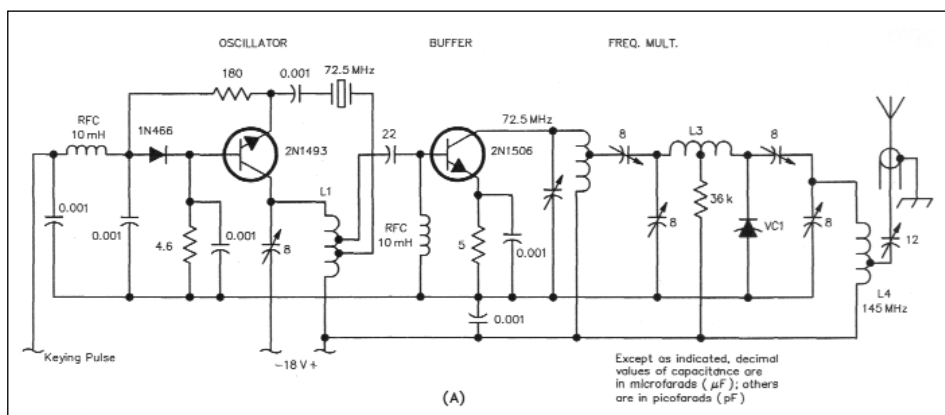 OSCILLATOR
BUFFER
FREQ. MULT.
180
0.001
72.5 MHz
RFC
10 mH
1N466
2N1493
22
2N1506
72.5 MHz
8
L3
8
0.001
0.001
4.6
0.001
8
L1
RFC
10 mH
5
0.001
8
36 k
VC1
8
12
L4
145 MHz
0.001
Keying Pulse
−18 V +
(A)
Except as indicated, decimal
values of capacitance are
in microfarads (μF); others
are in picofarads (pF)